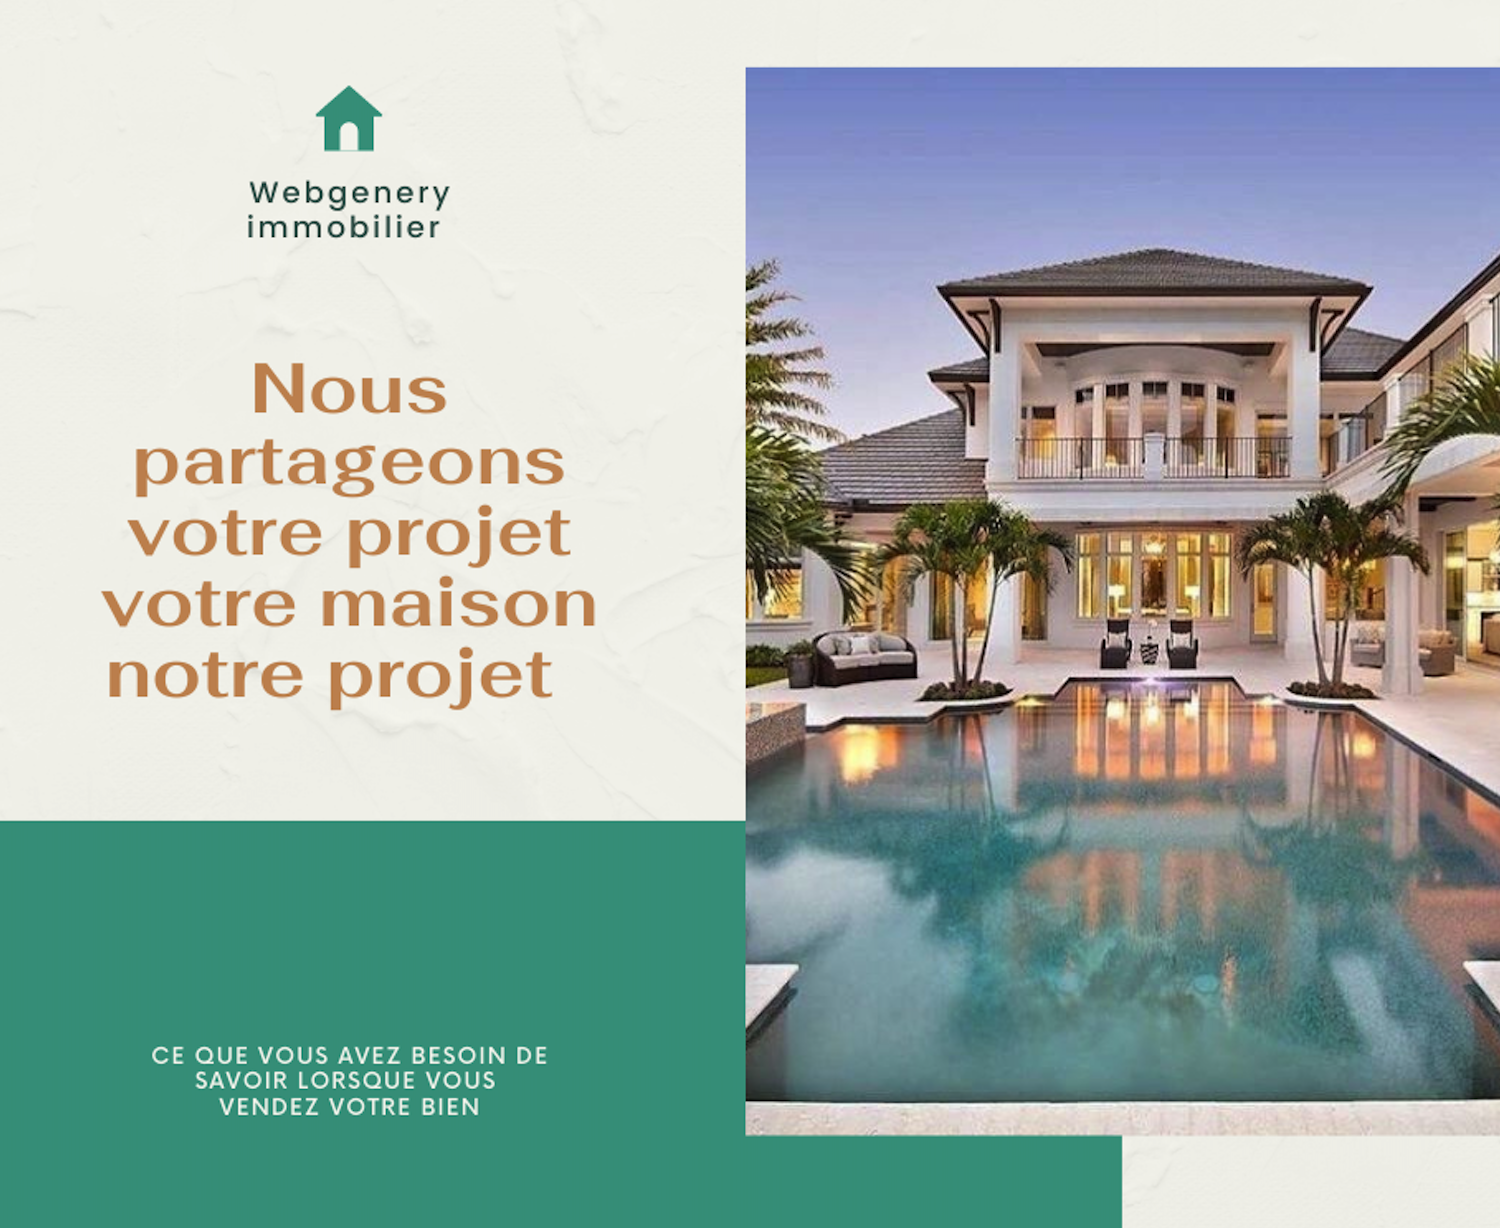 Webgenery
immobilier
Nous
partageons
votre projet
votre maison
notre projet
CE QUE VOUS AVEZ BESOIN DE
SAVOIR LORSQUE VOUS
VENDEZ VOTRE BIEN